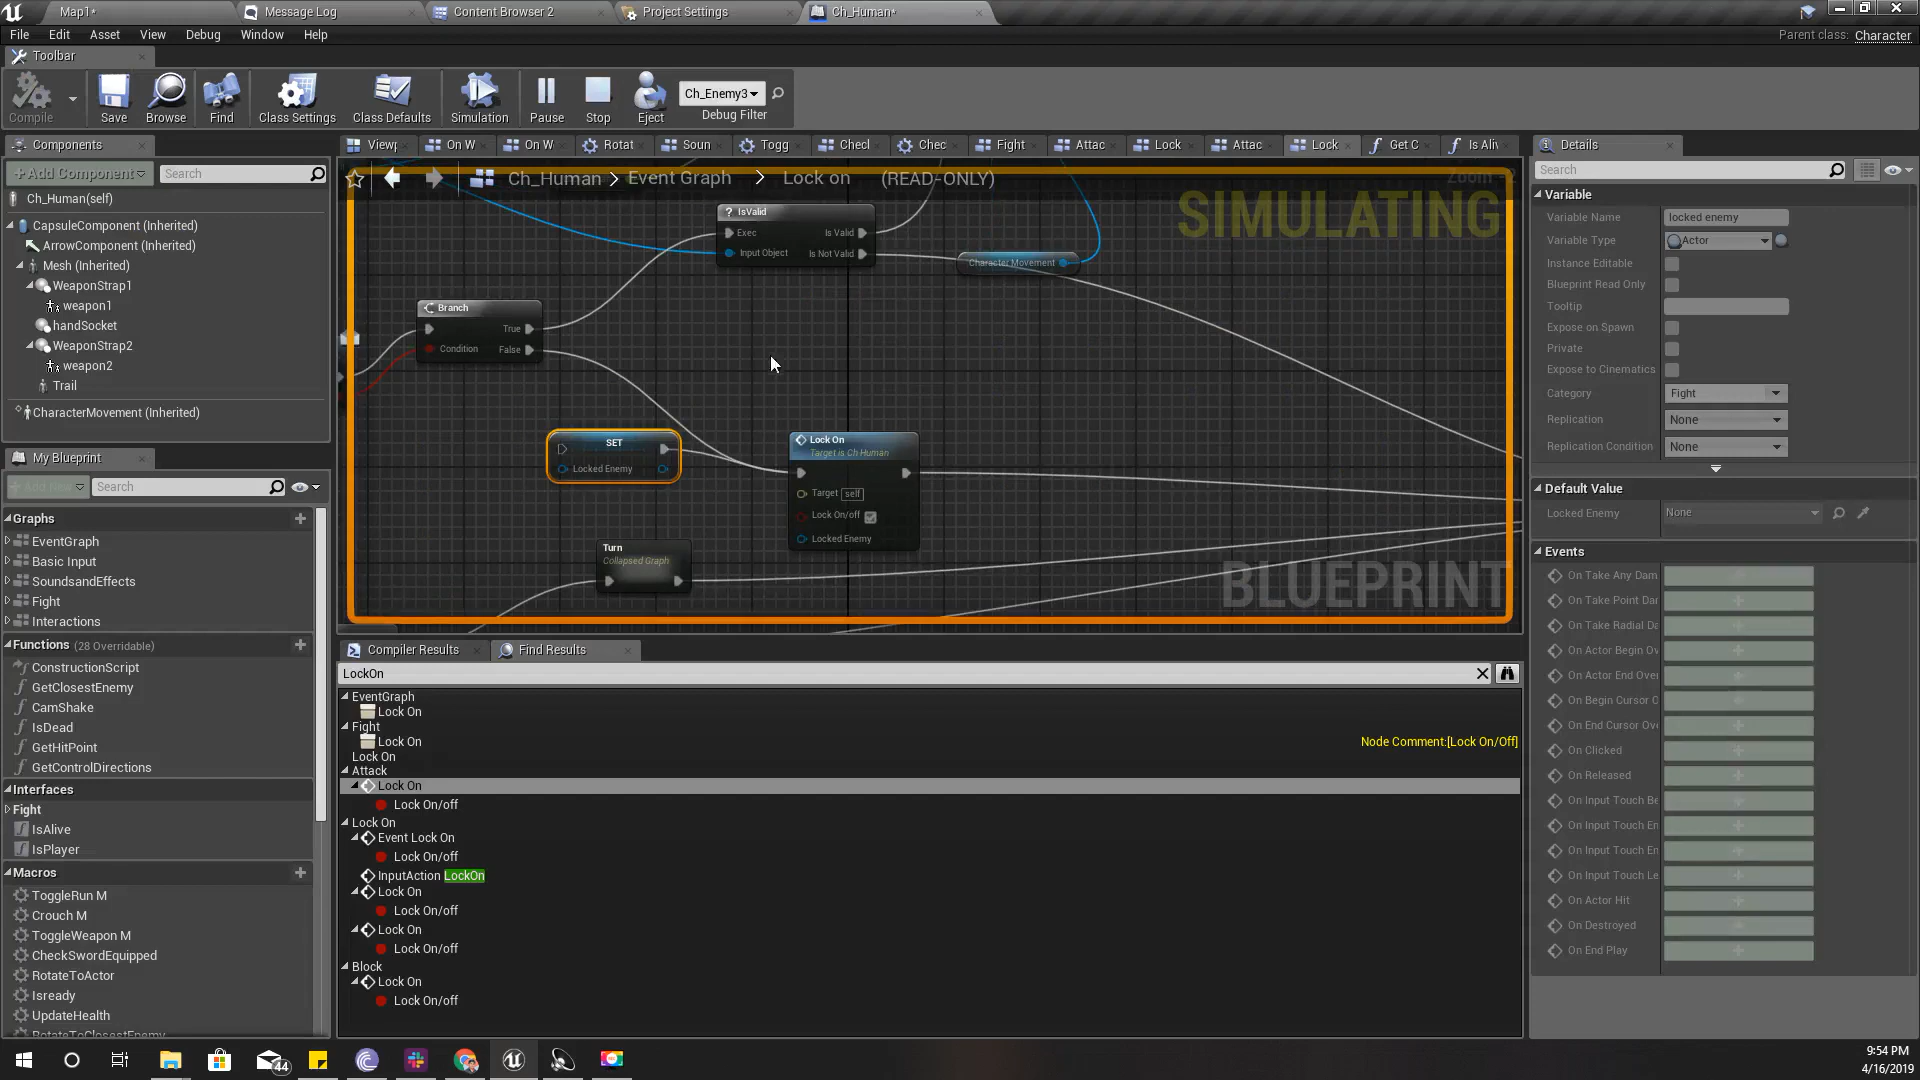 Map1*
Message Log
Content Browser 2
Project Settings
Ch_Human*
File Edit Asset View Debug Window Help
Parent class: Character
Toolbar
Compile
Save
Browse
Find
Class Settings
Class Defaults
Simulation
Pause
Stop
Eject
Ch_Enemy3
Debug Filter
Components
+Add Component
Search
Ch_Human(self)
CapsuleComponent (Inherited)
ArrowComponent (Inherited)
Mesh (Inherited)
WeaponStrap1
weapon1
handSocket
WeaponStrap2
weapon2
Trail
CharacterMovement (Inherited)
My Blueprint
Search
Graphs
EventGraph
Basic Input
SoundsandEffects
Fight
Interactions
Functions (28 Overridable)
ConstructionScript
GetClosestEnemy
CamShake
IsDead
GetHitPoint
GetControlDirections
Interfaces
Fight
IsAlive
IsPlayer
Macros
ToggleRun M
Crouch M
ToggleWeapon M
CheckSwordEquipped
RotateToActor
Isready
UpdateHealth
RotateToClosestEnemy
View
On W
On W
Rotat
Soun
Togg
Checl
Chec
Fight
Attac
Lock
Attac
Lock
Get C
Is Aliv
Ch_Human > Event Graph > Lock on (READ-ONLY)
SIMULATING
IsValid
Exec
Is Valid
Input Object
Is Not Valid
Character Movement
Branch
True
Condition
False
SET
Locked Enemy
Lock On
Target is Ch Human
Target self
Lock On/off
Locked Enemy
Turn
Collapsed Graph
BLUEPRINT
Compiler Results
Find Results
LockOn
EventGraph
Lock On
Fight
Lock On
Node Comment:[Lock On/Off]
Lock On
Attack
Lock On
Lock On/off
Lock On
Event Lock On
Lock On/off
InputAction LockOn
Lock On
Lock On/off
Lock On
Lock On/off
Block
Lock On
Lock On/off
Details
Search
Variable
Variable Name locked enemy
Variable Type Actor
Instance Editable
Blueprint Read Only
Tooltip
Expose on Spawn
Private
Expose to Cinematics
Category Fight
Replication None
Replication Condition None
Default Value
Locked Enemy None
Events
On Take Any Dam
On Take Point Dar
On Take Radial Da
On Actor Begin Ov
On Actor End Over
On Begin Cursor O
On End Cursor Ove
On Clicked
On Released
On Input Touch Be
On Input Touch En
On Input Touch En
On Input Touch Le
On Actor Hit
On Destroyed
On End Play
44
9:54 PM
4/16/2019